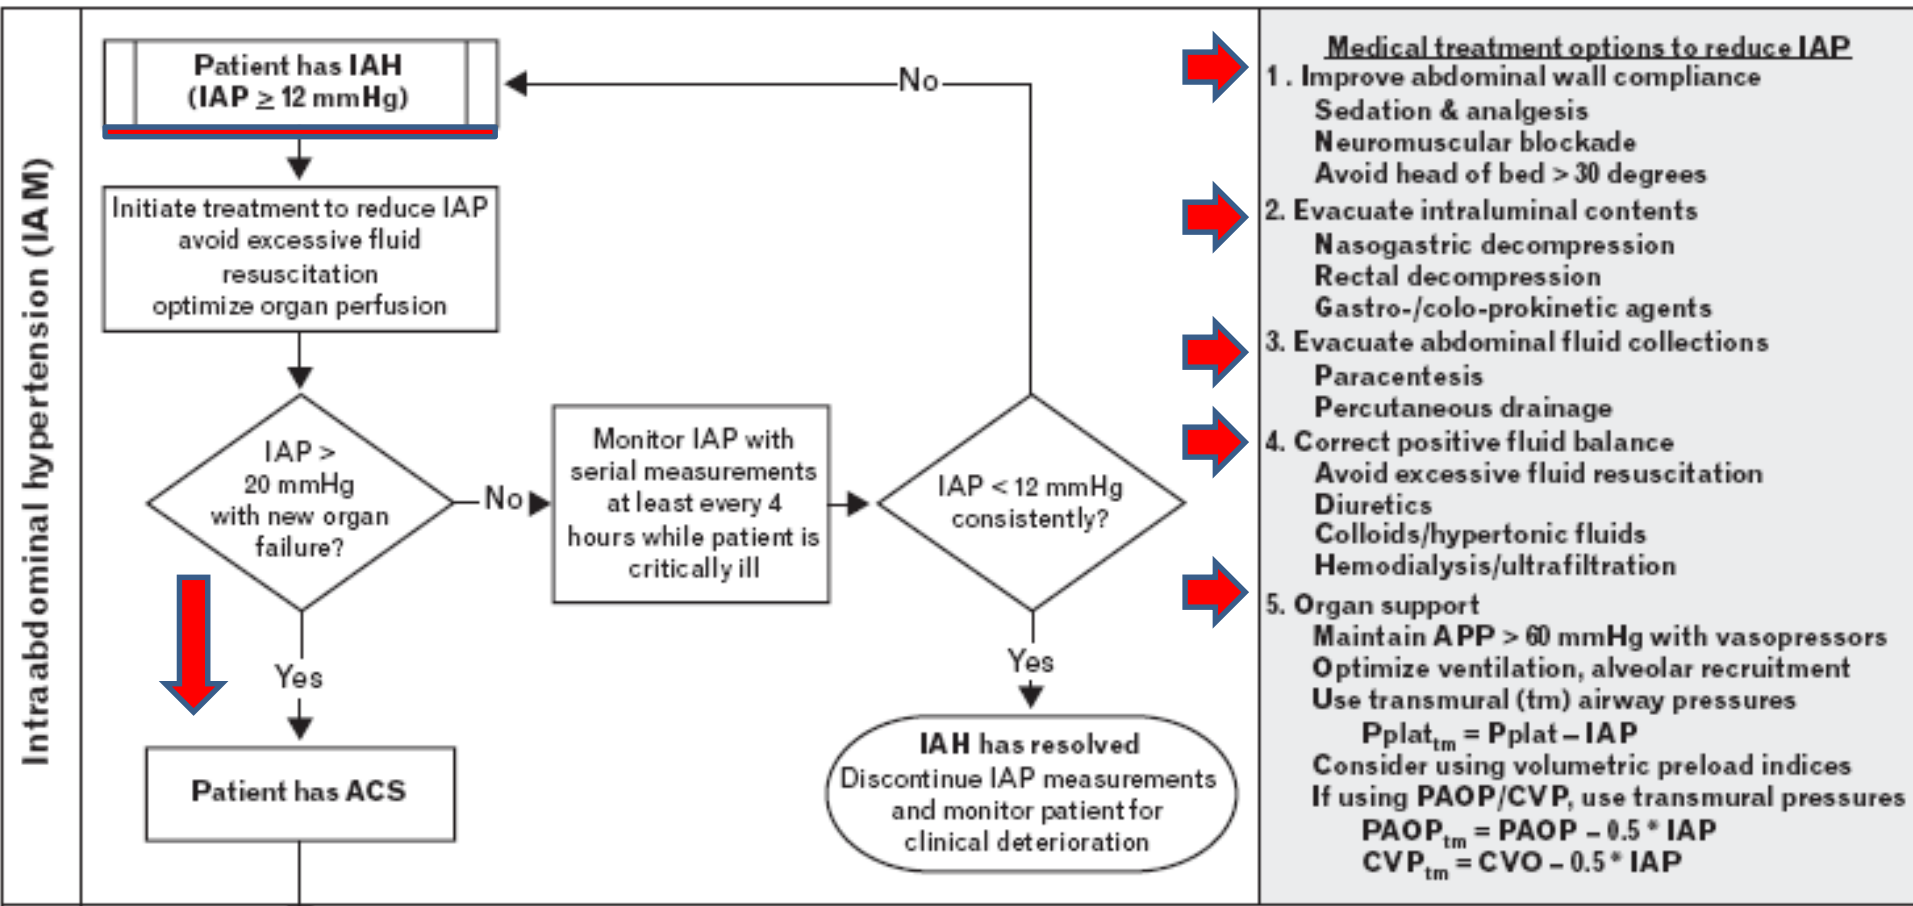 Intraabdominal hypertension (IAM)
Patient has IAH
(IAP ≥ 12 mmHg)
Initiate treatment to reduce IAP
avoid excessive fluid
resuscitation
optimize organ perfusion
IAP >
20 mmHg
with new organ
failure?
No
Monitor IAP with
serial measurements
at least every 4
hours while patient is
critically ill
IAP < 12 mmHg
consistently?
No
Yes
Patient has ACS
Yes
IAH has resolved
Discontinue IAP measurements
and monitor patient for
clinical deterioration
Medical treatment options to reduce IAP
1 . Improve abdominal wall compliance
Sedation & analgesis
Neuromuscular blockade
Avoid head of bed > 30 degrees
2. Evacuate intraluminal contents
Nasogastric decompression
Rectal decompression
Gastro-/colo-prokinetic agents
3. Evacuate abdominal fluid collections
Paracentesis
Percutaneous drainage
4. Correct positive fluid balance
Avoid excessive fluid resuscitation
Diuretics
Colloids/hypertonic fluids
Hemodialysis/ultrafiltration
5. Organ support
Maintain APP > 60 mmHg with vasopressors
Optimize ventilation, alveolar recruitment
Use transmural (tm) airway pressures
Pplattm = Pplat – IAP
Consider using volumetric preload indices
If using PAOP/CVP, use transmural pressures
PAOPtm = PAOP – 0.5 * IAP
CVPtm = CVO – 0.5 * IAP